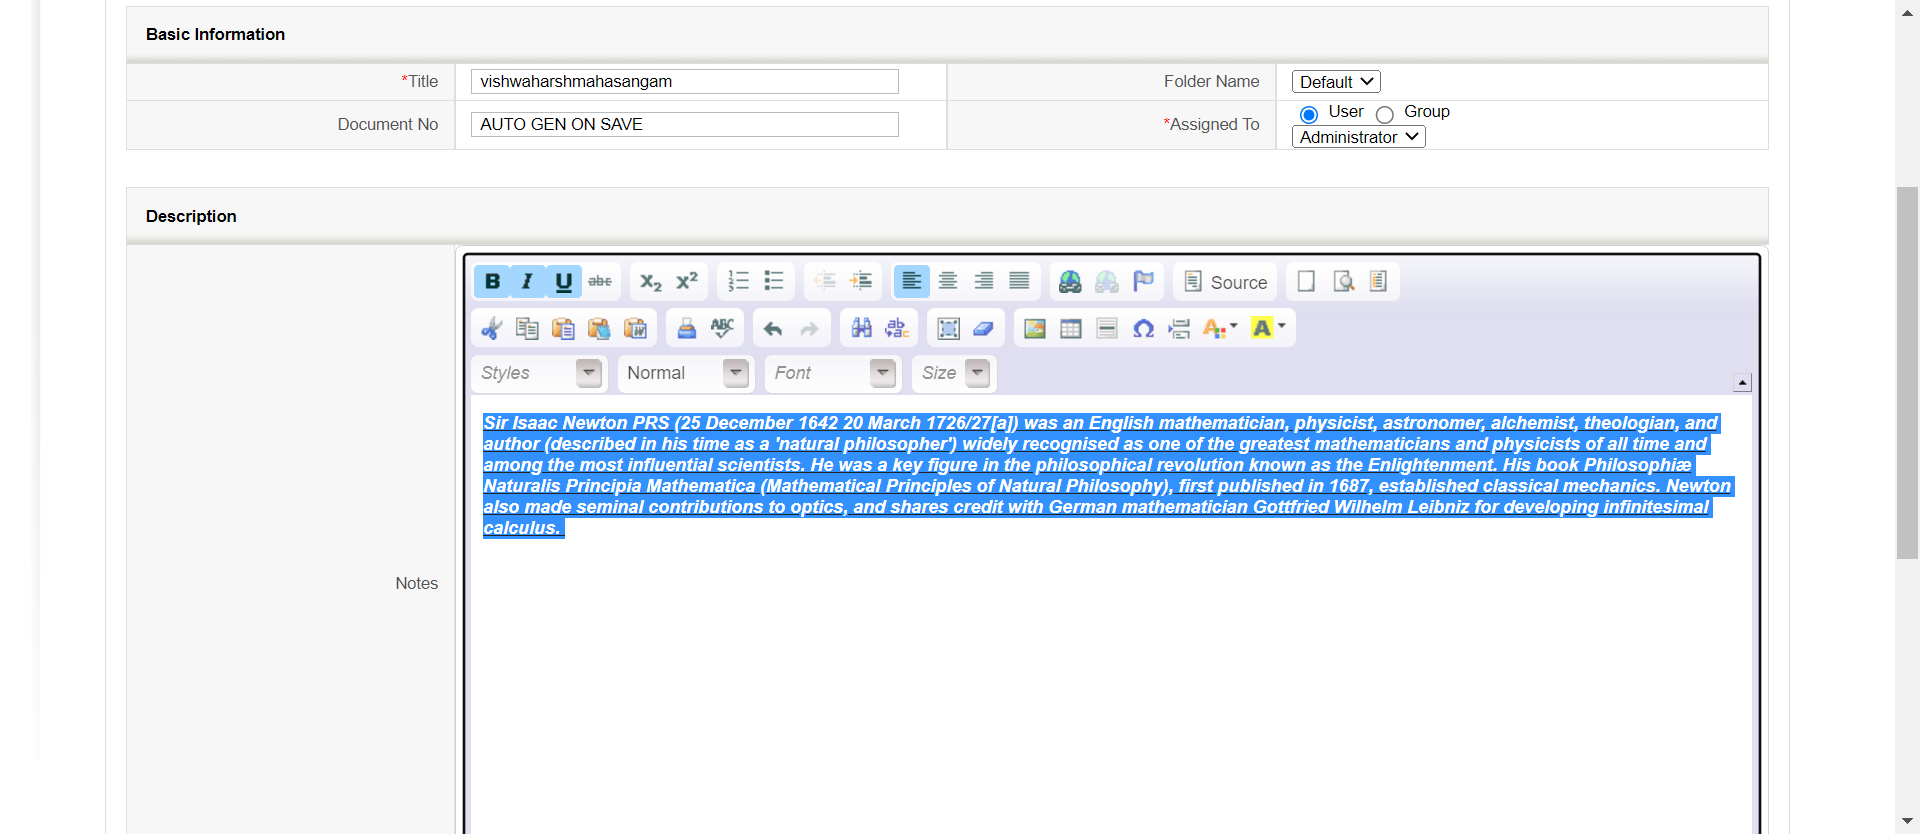 Basic Information
*Title
vishwaharshmahasangam
Folder Name
Default
Document No
AUTO GEN ON SAVE
*Assigned To
User
Group
Administrator
Description
B I U abc X2 X2
Source
ABC
Styles
Normal
Font
Size
Sir Isaac Newton PRS (25 December 1642 20 March 1726/27[a]) was an English mathematician, physicist, astronomer, alchemist, theologian, and
author (described in his time as a 'natural philosopher') widely recognised as one of the greatest mathematicians and physicists of all time and
among the most influential scientists. He was a key figure in the philosophical revolution known as the Enlightenment. His book Philosophiæ
Naturalis Principia Mathematica (Mathematical Principles of Natural Philosophy), first published in 1687, established classical mechanics. Newton
also made seminal contributions to optics, and shares credit with German mathematician Gottfried Wilhelm Leibniz for developing infinitesimal
calculus.
Notes